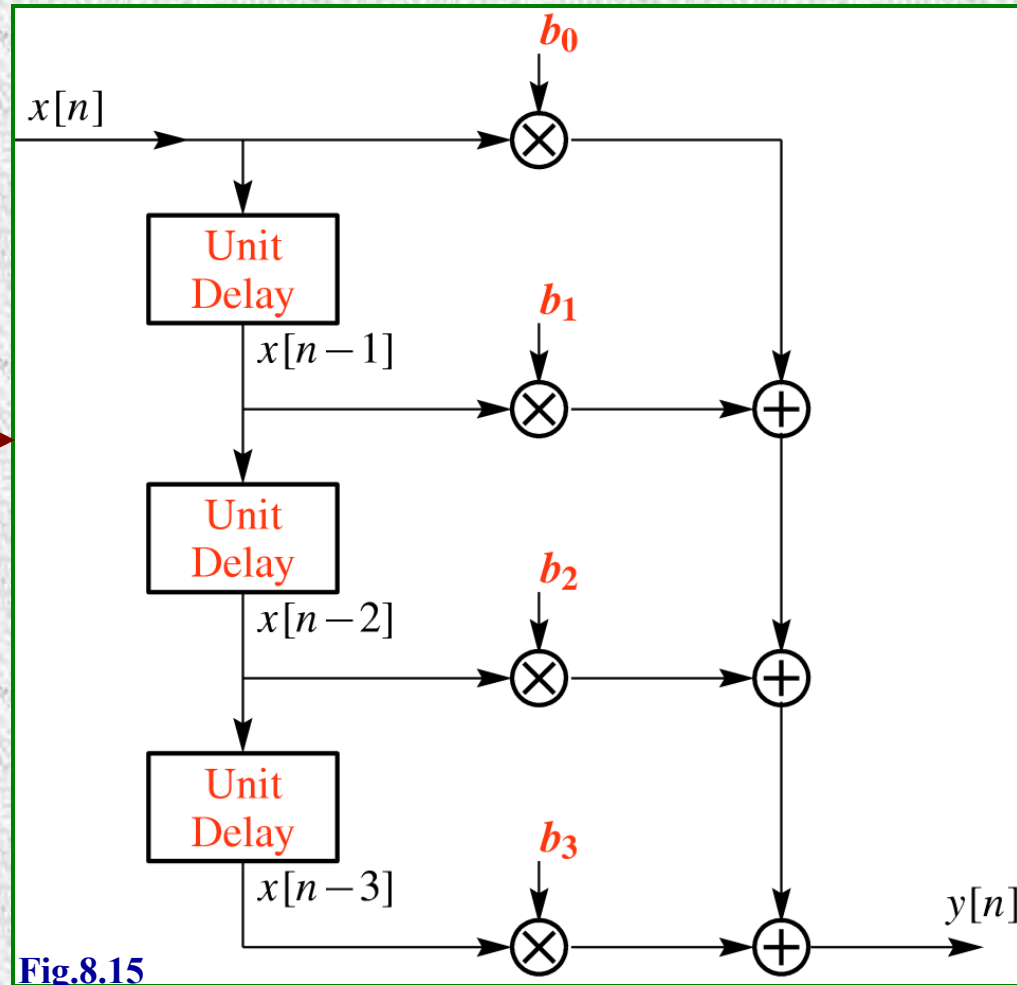 b₀
x[n]
Unit
Delay
b₁
x[n−1]
Unit
Delay
b₂
x[n−2]
Unit
Delay
b₃
x[n−3]
y[n]
Fig.8.15